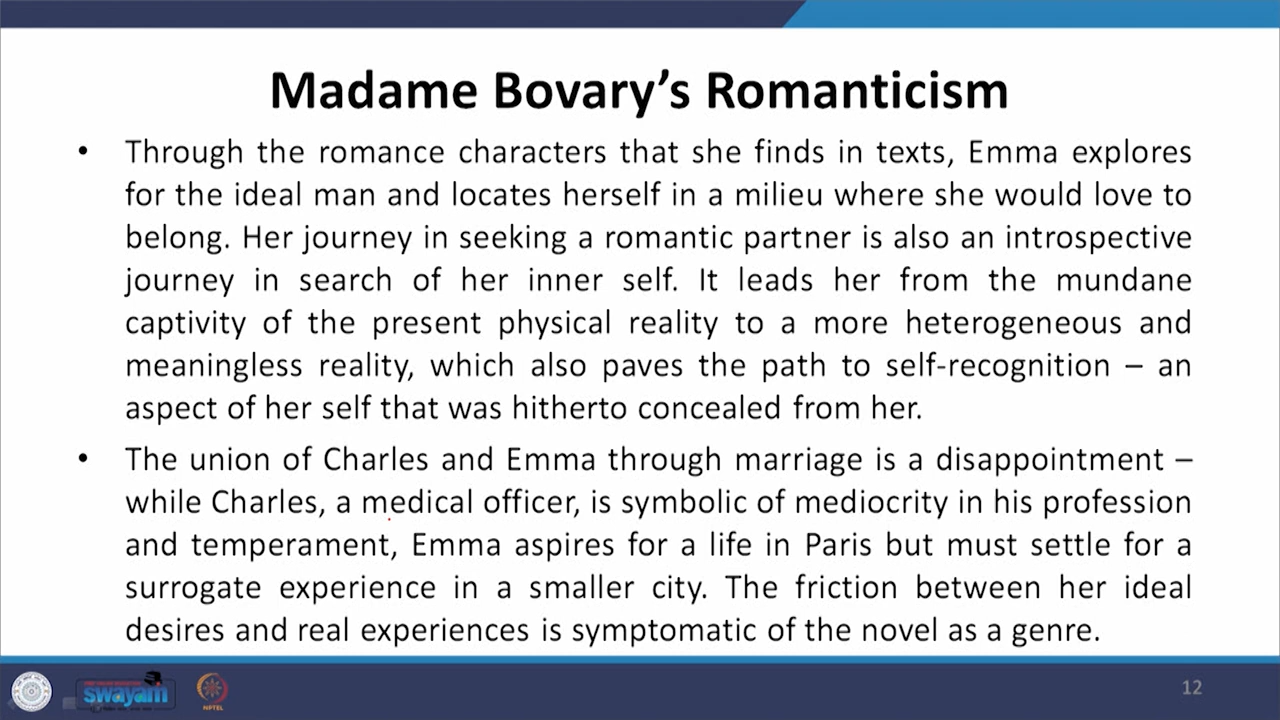 Madame Bovary’s Romanticism
• Through the romance characters that she finds in texts, Emma explores
for the ideal man and locates herself in a milieu where she would love to
belong. Her journey in seeking a romantic partner is also an introspective
journey in search of her inner self. It leads her from the mundane
captivity of the present physical reality to a more heterogeneous and
meaningless reality, which also paves the path to self-recognition – an
aspect of her self that was hitherto concealed from her.
• The union of Charles and Emma through marriage is a disappointment –
while Charles, a medical officer, is symbolic of mediocrity in his profession
and temperament, Emma aspires for a life in Paris but must settle for a
surrogate experience in a smaller city. The friction between her ideal
desires and real experiences is symptomatic of the novel as a genre.
swayam
NPTEL
12